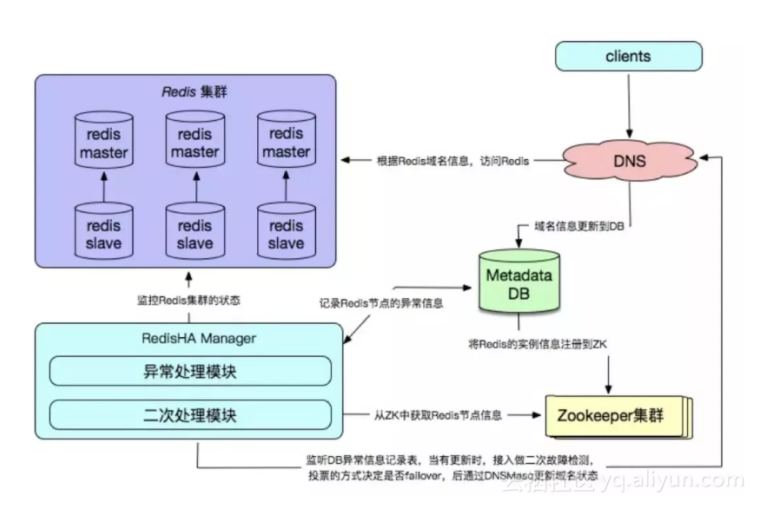 clients
Redis 集群
redis
master
redis
master
redis
master
DNS
根据Redis域名信息，访问Redis
redis
slave
redis
slave
redis
slave
域名信息更新到DB
Metadata
DB
监控Redis集群的状态
记录Redis节点的异常信息
RedisHA Manager
将Redis的实例信息注册到ZK
异常处理模块
二次处理模块
从ZK中获取Redis节点信息
Zookeeper集群
监听DB异常信息记录表，当有更新时，接入做二次故障检测，
投票的方式决定是否failover，后通过DNSMasq更新域名状态
云栖社区 yq.aliyun.com